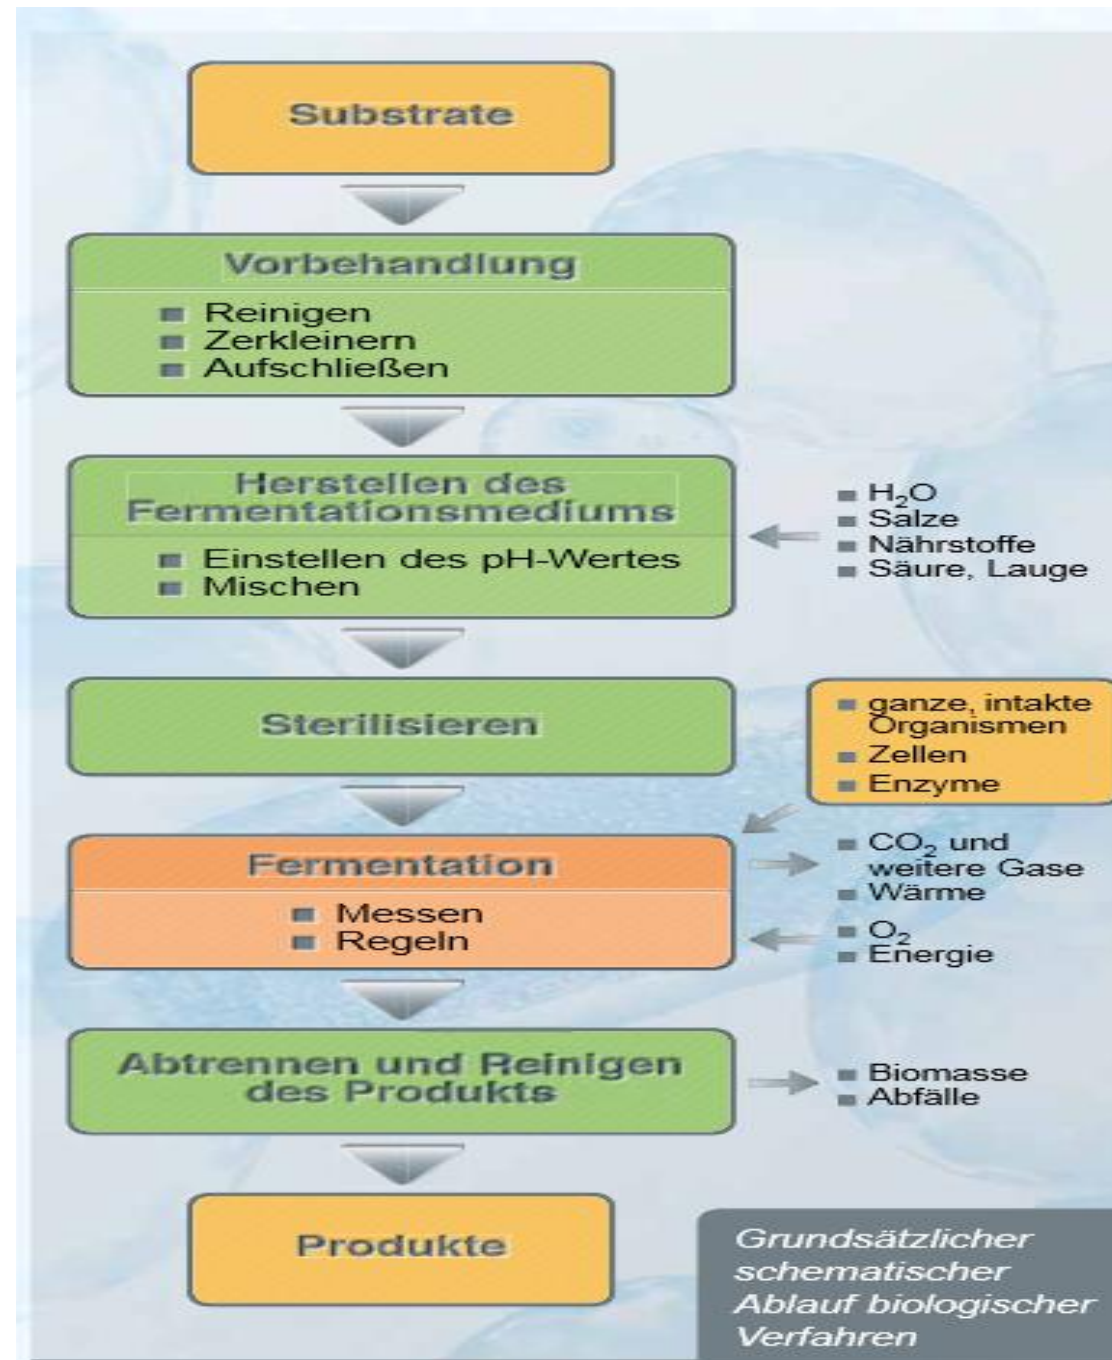 Substrate
Vorbehandlung
■ Reinigen
■ Zerkleinern
■ Aufschließen
Herstellen des
Fermentationsmediums
■ Einstellen des pH-Wertes
■ Mischen
■ H₂O
■ Salze
■ Nährstoffe
■ Säure, Lauge
Sterilisieren
■ ganze, intakte
Organismen
■ Zellen
■ Enzyme
Fermentation
■ Messen
■ Regeln
■ CO₂ und
weitere Gase
■ Wärme
■ O₂
■ Energie
Abtrennen und Reinigen
des Produkts
■ Biomasse
■ Abfälle
Produkte
Grundsätzlicher
schematischer
Ablauf biologischer
Verfahren